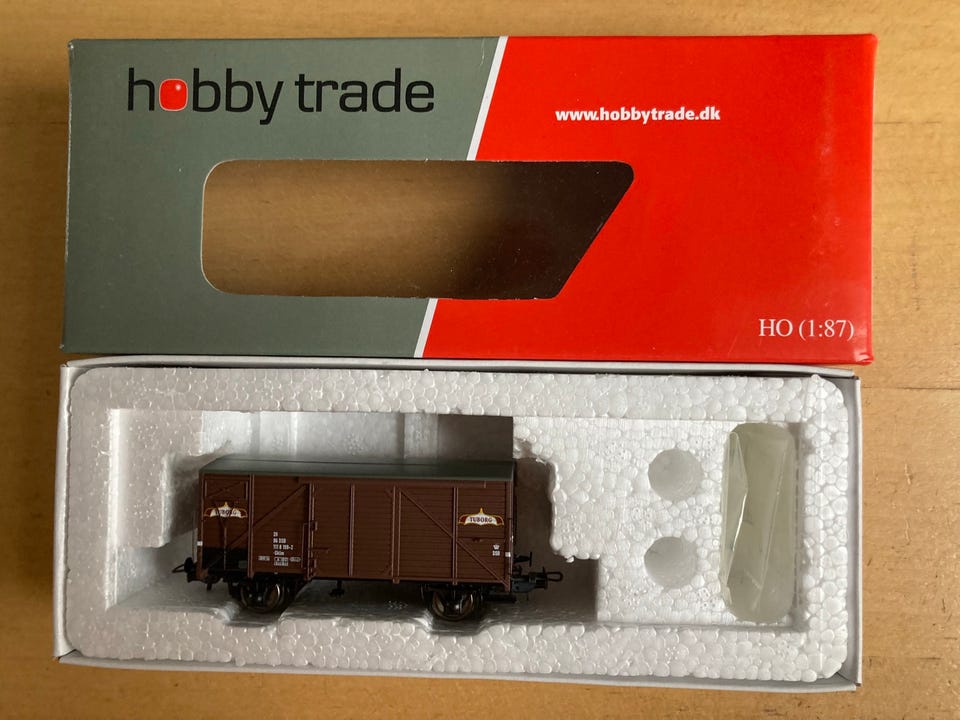 hobby trade
www.hobbytrade.dk
HO (1:87)
TUBORG
TUBORG
DSB